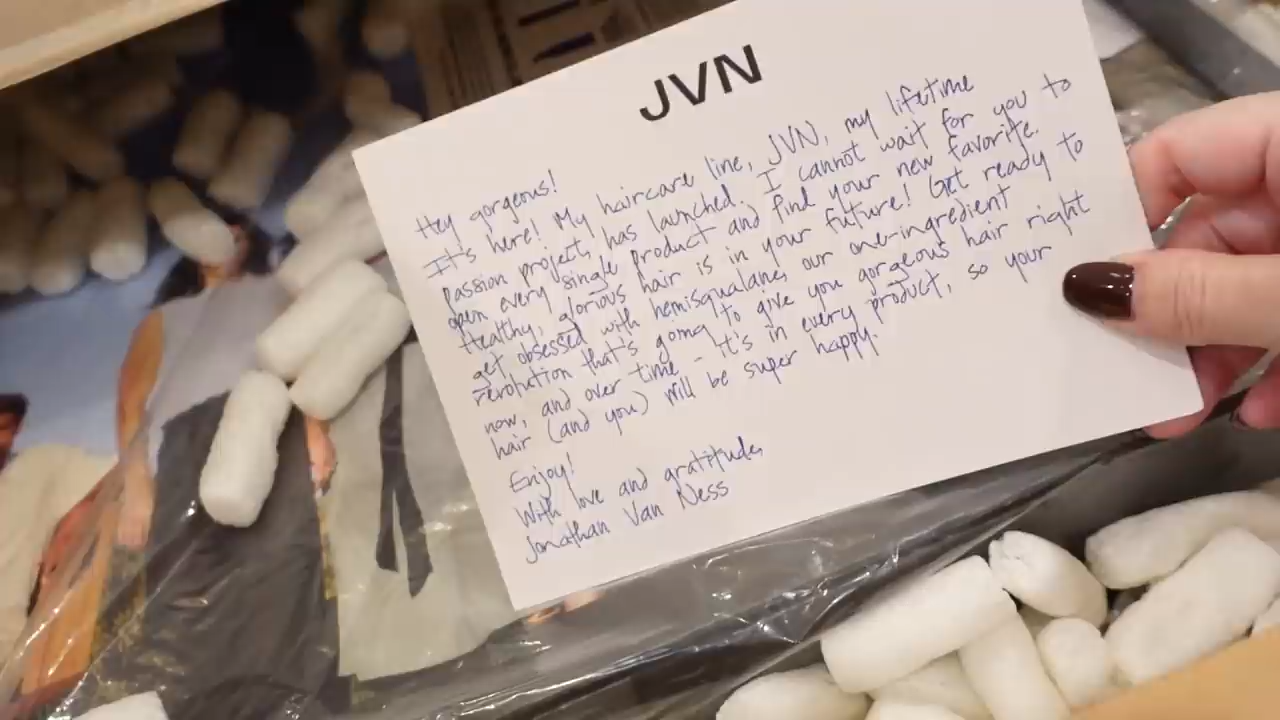 JVN
Hey gorgeous!
It's here! My haircare line, JVN, my lifetime
passion project, has launched. I cannot wait for you to
open every single product and find your new favorite.
Healthy, glorious hair is in your future! Get ready to
get obsessed with hemisqualane, our one-ingredient
revolution that's going to give you gorgeous hair right
now, and over time - it's in every product, so your
hair (and you) will be super happy.
Enjoy!
With love and gratitude,
Jonathan Van Ness